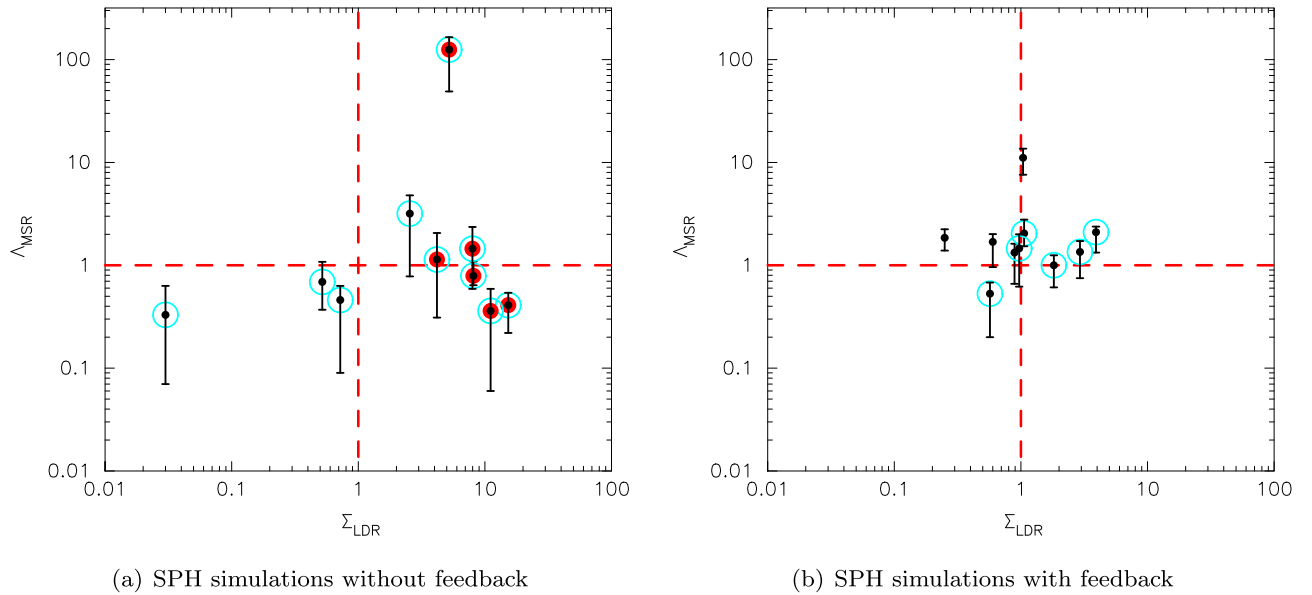 100
10
1
0.1
0.01
Λ_MSR
0.01 0.1 1 10 100
Σ_LDR
(a) SPH simulations without feedback
100
10
1
0.1
0.01
Λ_MSR
0.01 0.1 1 10 100
Σ_LDR
(b) SPH simulations with feedback